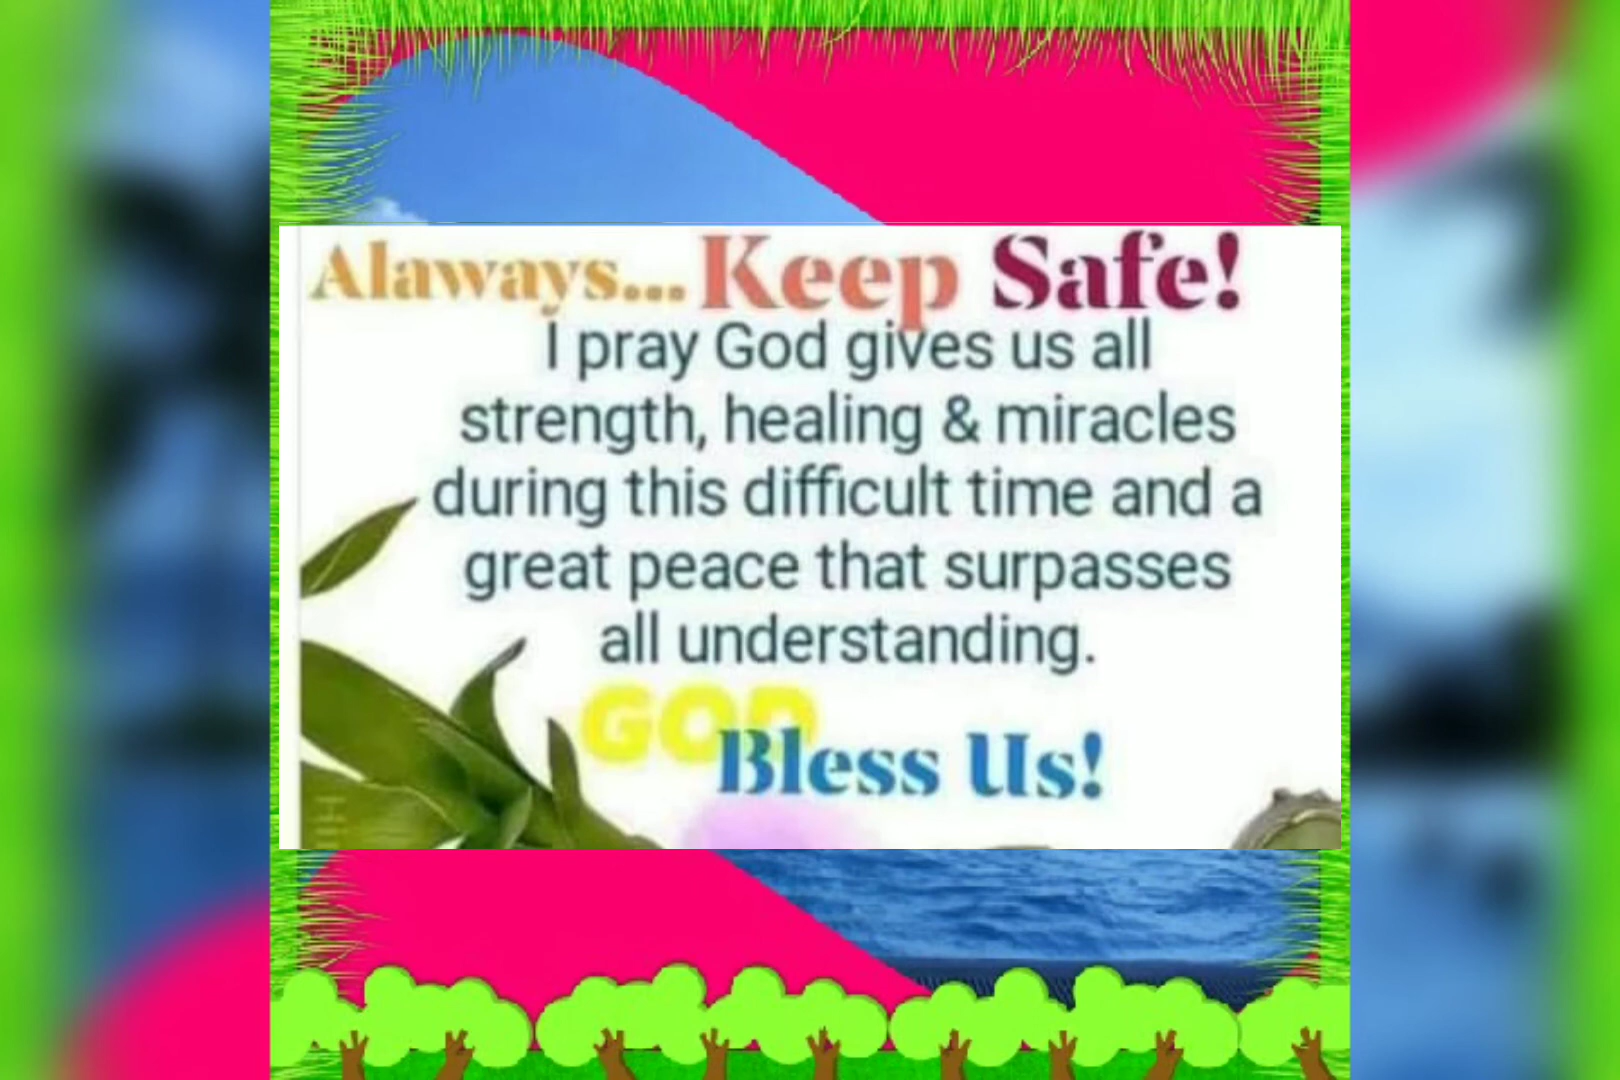 Alaways... Keep Safe!
I pray God gives us all
strength, healing & miracles
during this difficult time and a
great peace that surpasses
all understanding.
GOD
Bless Us!